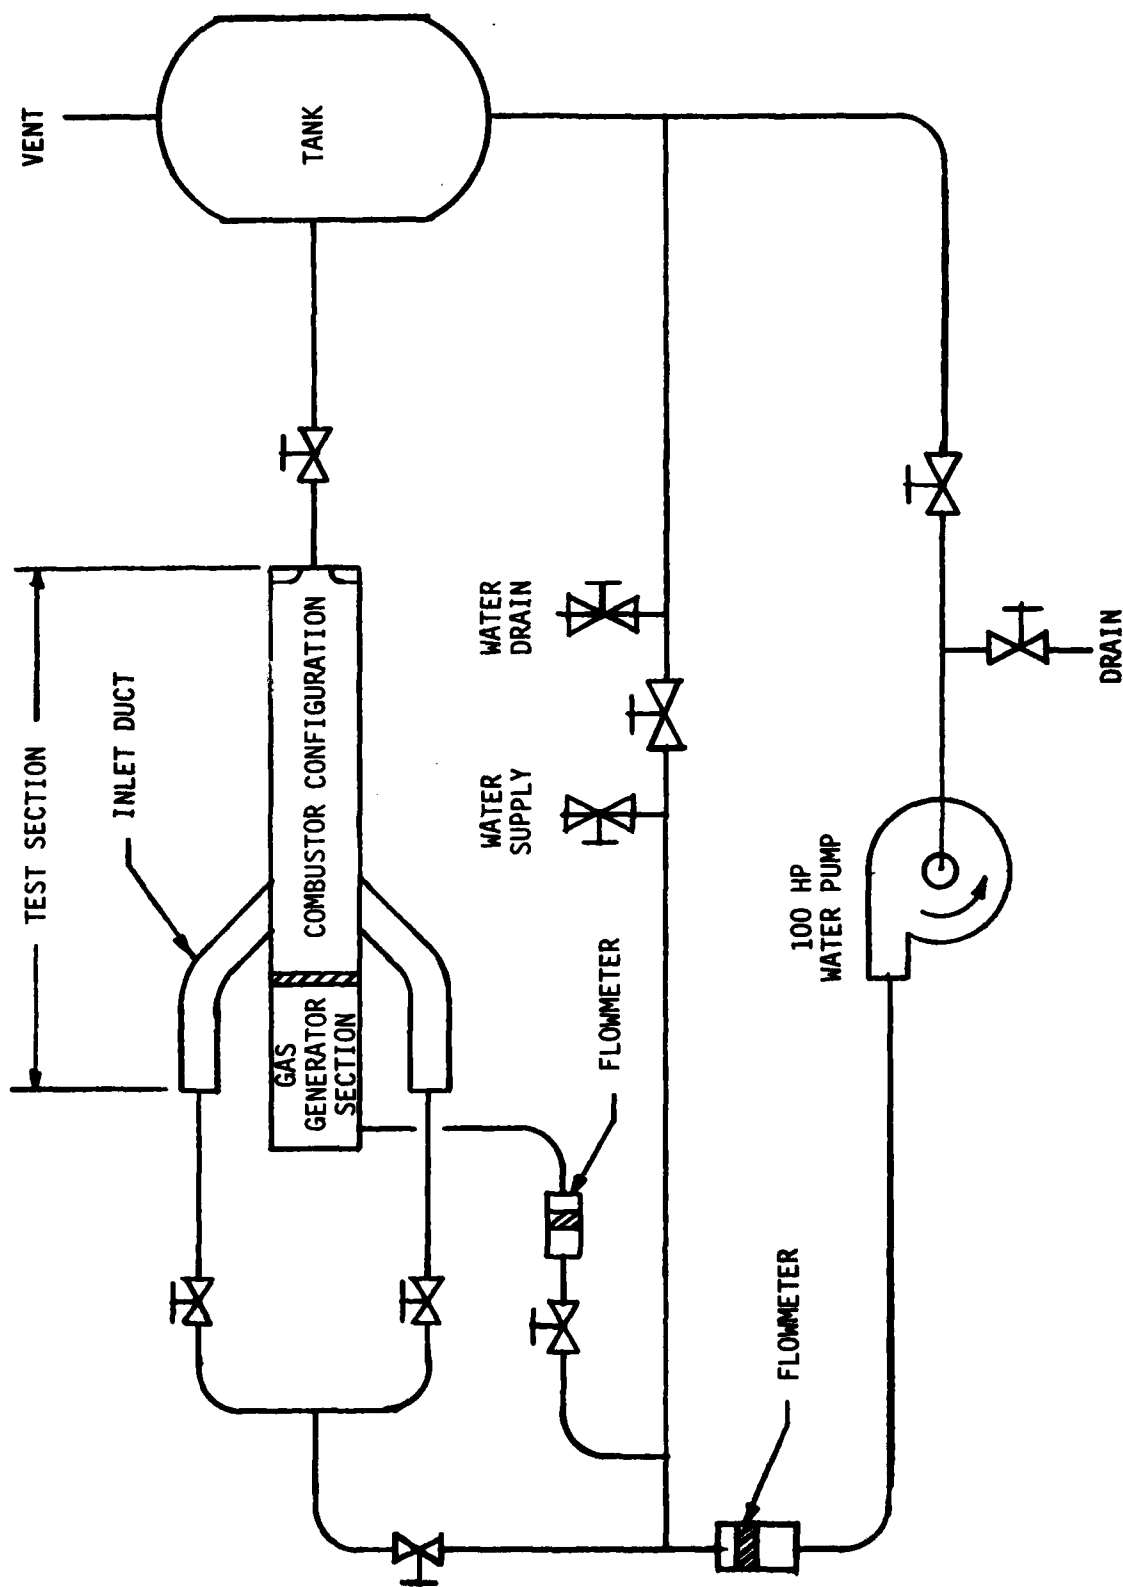 VENT
TANK
TEST SECTION
INLET DUCT
COMBUSTOR CONFIGURATION
GAS
GENERATOR
SECTION
WATER
DRAIN
WATER
SUPPLY
FLOWMETER
100 HP
WATER PUMP
DRAIN
FLOWMETER